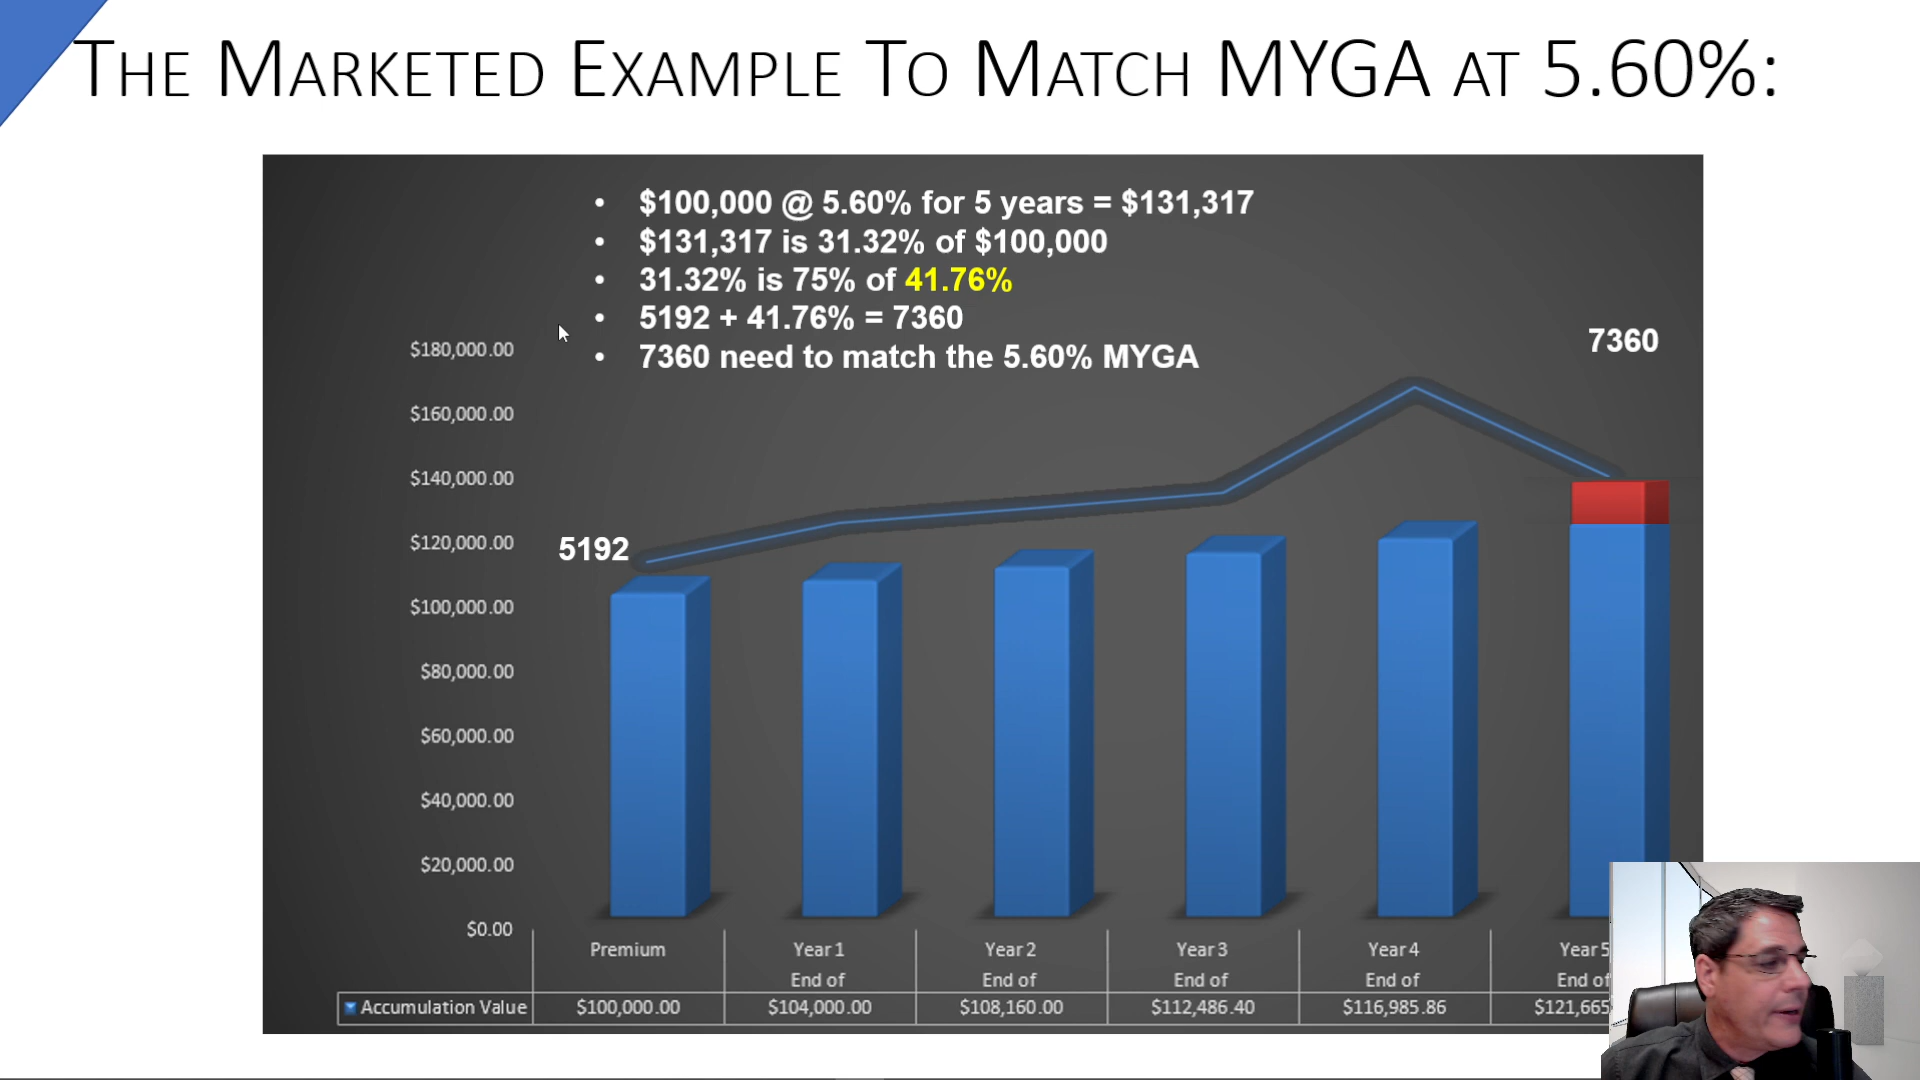 THE MARKETED EXAMPLE TO MATCH MYGA AT 5.60%:
• $100,000 @ 5.60% for 5 years = $131,317
• $131,317 is 31.32% of $100,000
• 31.32% is 75% of 41.76%
• 5192 + 41.76% = 7360
• 7360 need to match the 5.60% MYGA
7360
$180,000.00
$160,000.00
$140,000.00
5192
$120,000.00
$100,000.00
$80,000.00
$60,000.00
$40,000.00
$20,000.00
$0.00
Premium Year 1 Year 2 Year 3 Year 4 Year 5
End of End of End of End of End of
Accumulation Value $100,000.00 $104,000.00 $108,160.00 $112,486.40 $116,985.86 $121,665